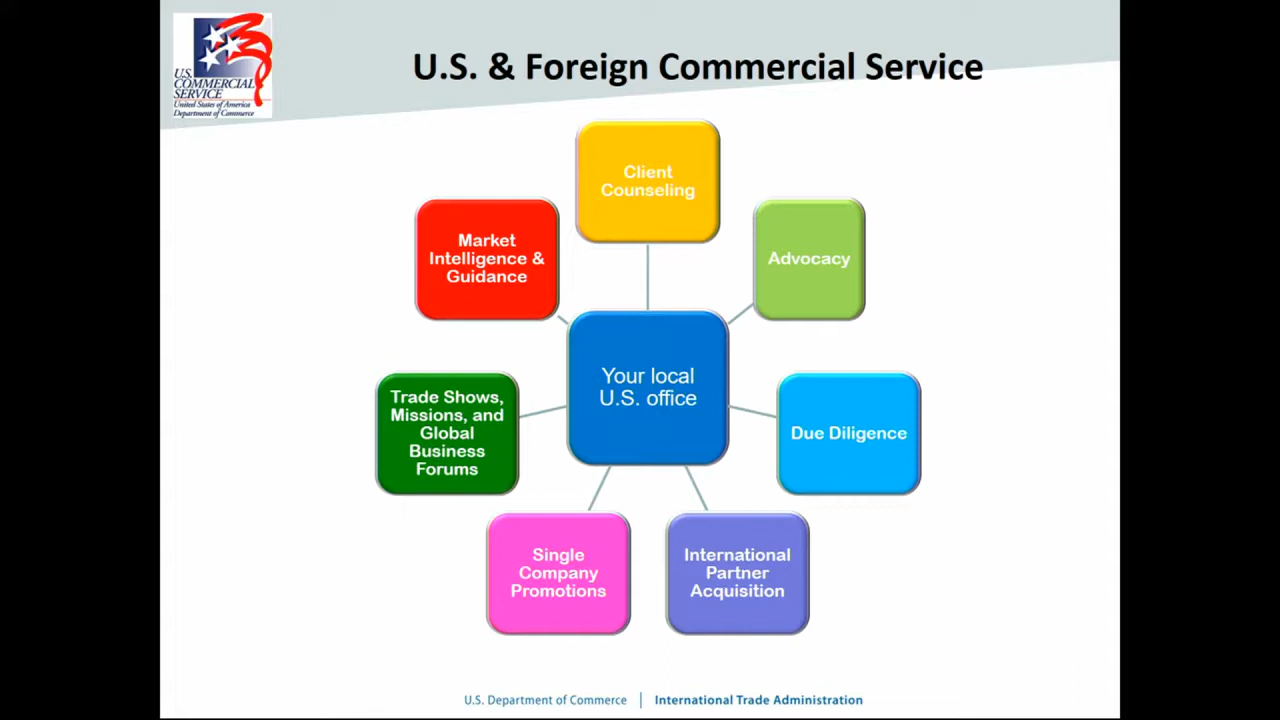 U.S.
COMMERCIAL
SERVICE
United States of America
Department of Commerce
U.S. & Foreign Commercial Service
Client
Counseling
Market
Intelligence &
Guidance
Advocacy
Your local
U.S. office
Trade Shows,
Missions, and
Global
Business
Forums
Due Diligence
Single
Company
Promotions
International
Partner
Acquisition
U.S. Department of Commerce | International Trade Administration